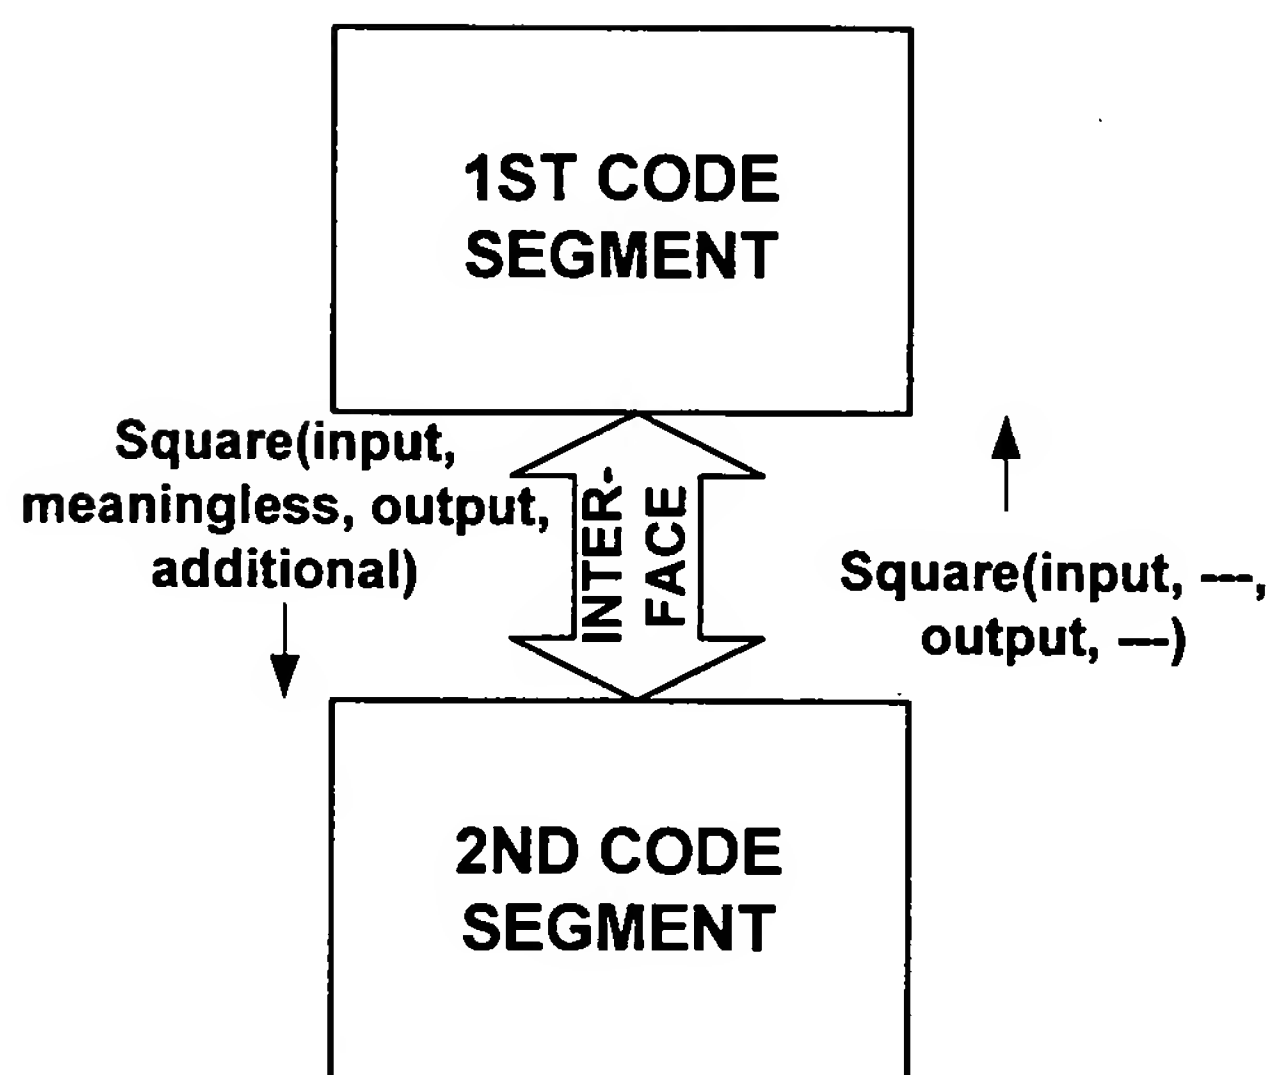 1ST CODE
SEGMENT
Square(input,
meaningless, output,
additional)
INTER-
FACE
Square(input, ---,
output, ---)
2ND CODE
SEGMENT